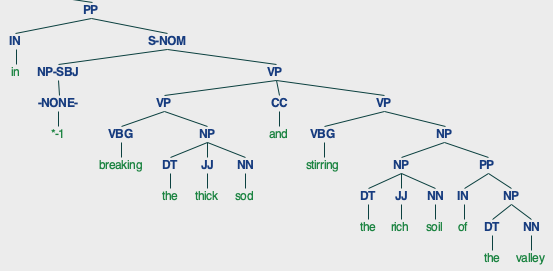 PP
IN S-NOM
in NP-SBJ VP
-NONE- VP CC VP
*-1 VBG NP and VBG NP
breaking DT JJ NN stirring NP PP
the thick sod DT JJ NN IN NP
the rich soil of DT NN
the valley